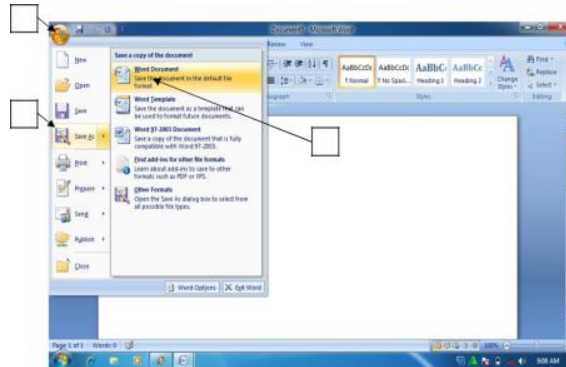 Document1 - Microsoft Word
Review View
New
Open
Save
Save As
Print
Prepare
Send
Publish
Close
Save a copy of the document
Word Document
Save the document in the default file
format.
Word Template
Save the document as a template that can
be used to format future documents.
Word 97-2003 Document
Save a copy of the document that is fully
compatible with Word 97-2003.
Find add-ins for other file formats
Learn about add-ins to save to other
formats such as PDF or XPS.
Other Formats
Open the Save As dialog box to select from
all possible file types.
Word Options Exit Word
AaBbCcDc AaBbCcDc AaBbC AaBbCc
¶ Normal ¶ No Spaci... Heading 1 Heading 2
Change
Styles
Find
Replace
Select
Paragraph Styles Editing
Page: 1 of 1 Words: 0 100%
9:08 AM